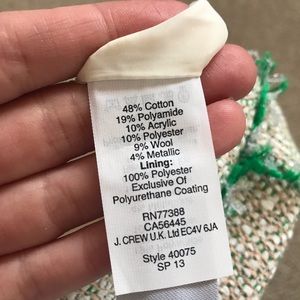 48% Cotton
19% Polyamide
10% Acrylic
10% Polyester
9% Wool
4% Metallic
Lining:
100% Polyester
Exclusive Of
Polyurethane Coating
RN77388
CA56445
J. CREW U.K. Ltd EC4V 6JA
Style 40075
SP 13